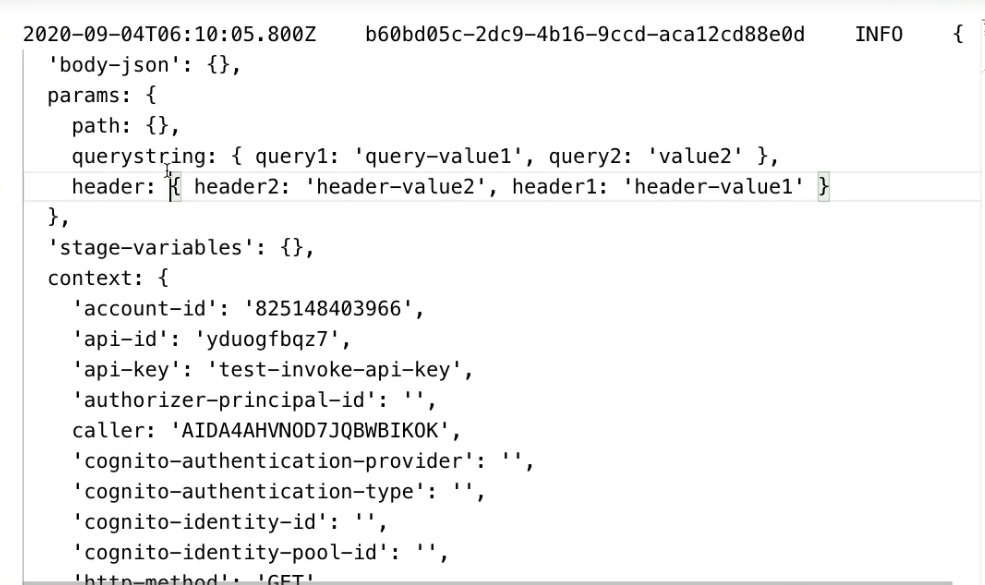 2020-09-04T06:10:05.800Z    b60bd05c-2dc9-4b16-9ccd-aca12cd88e0d    INFO    {
'body-json': {},
params: {
path: {},
querystring: { query1: 'query-value1', query2: 'value2' },
header: { header2: 'header-value2', header1: 'header-value1' }
},
'stage-variables': {},
context: {
'account-id': '825148403966',
'api-id': 'yduogfbqz7',
'api-key': 'test-invoke-api-key',
'authorizer-principal-id': '',
caller: 'AIDA4AHVNOD7JQBWBIKOK',
'cognito-authentication-provider': '',
'cognito-authentication-type': '',
'cognito-identity-id': '',
'cognito-identity-pool-id': '',
'http-method': 'GET'